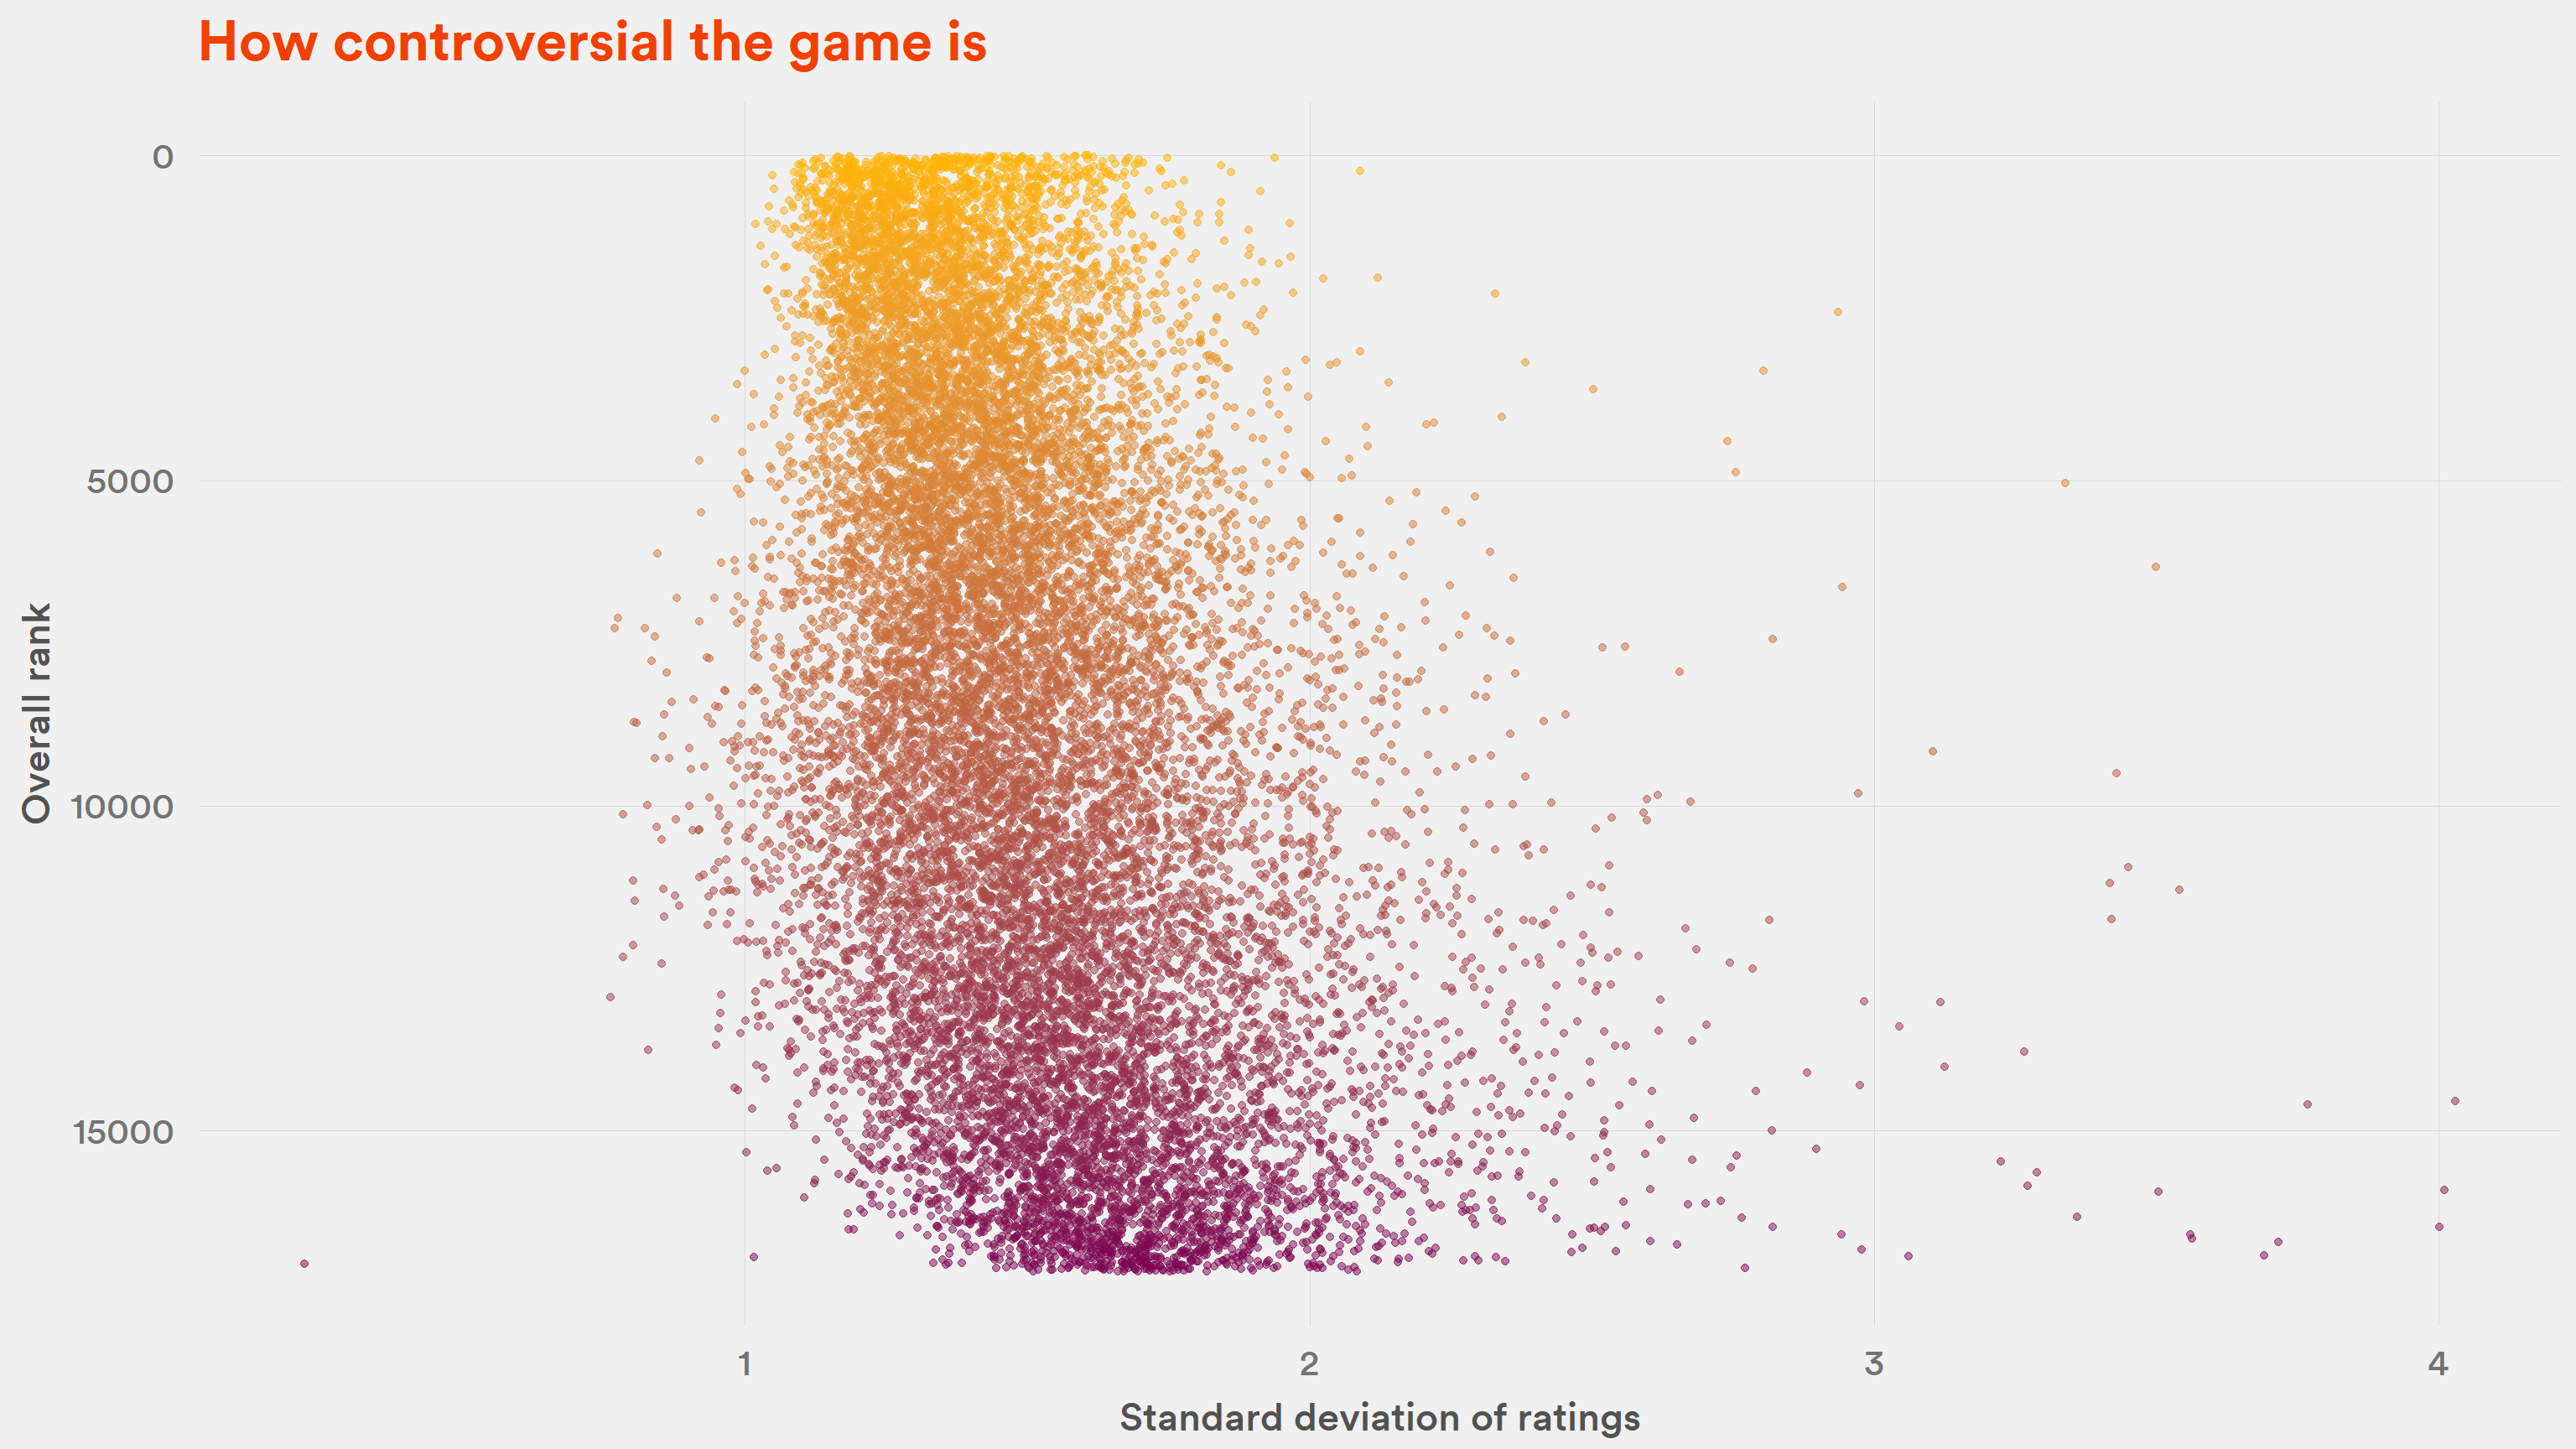 How controversial the game is
0
5000
10000
15000
Overall rank
1
2
3
4
Standard deviation of ratings